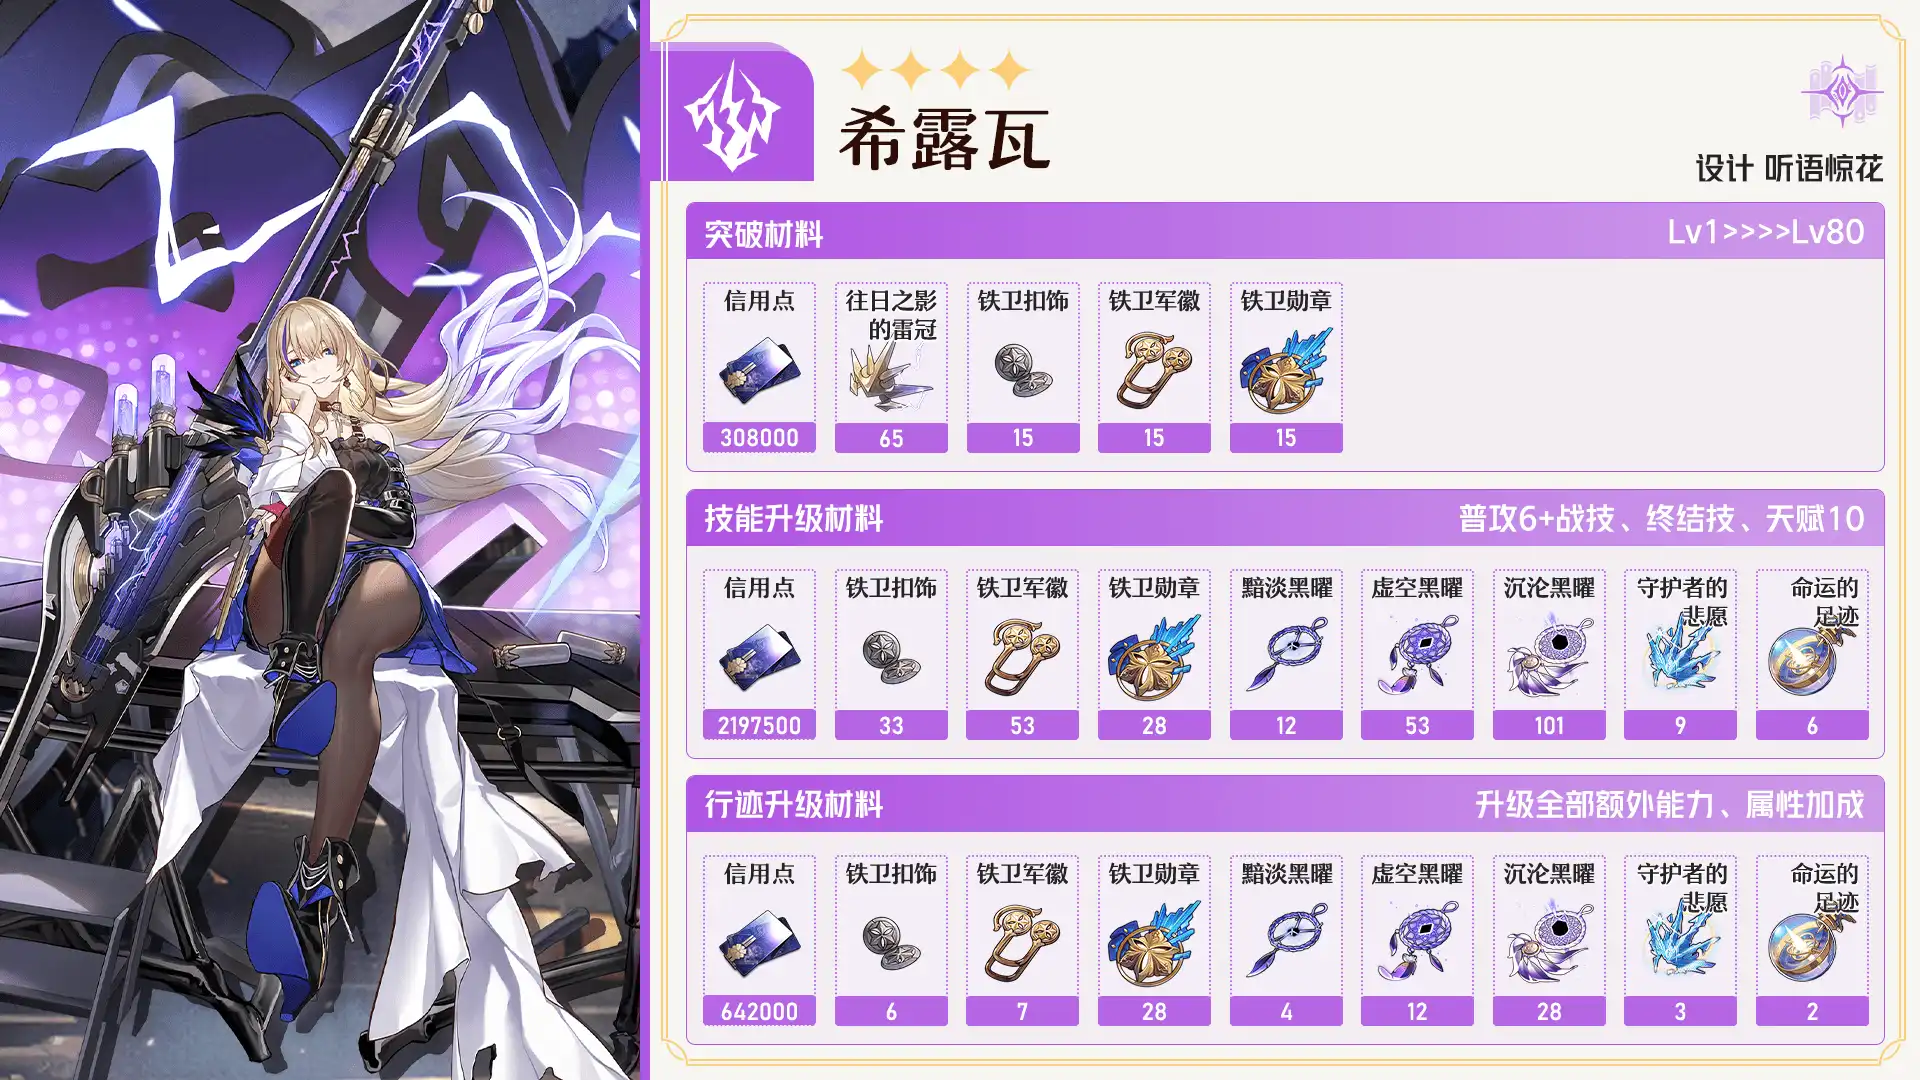 希露瓦
设计 听语惊花
突破材料
Lv1>>>>Lv80
信用点
往日之影
的雷冠
铁卫扣饰
铁卫军徽
铁卫勋章
308000
65
15
15
15
技能升级材料
普攻6+战技、终结技、天赋10
信用点
铁卫扣饰
铁卫军徽
铁卫勋章
黯淡黑曜
虚空黑曜
沉沦黑曜
守护者的
悲愿
命运的
足迹
2197500
33
53
28
12
53
101
9
6
行迹升级材料
升级全部额外能力、属性加成
信用点
铁卫扣饰
铁卫军徽
铁卫勋章
黯淡黑曜
虚空黑曜
沉沦黑曜
守护者的
悲愿
命运的
足迹
642000
6
7
28
4
12
28
3
2